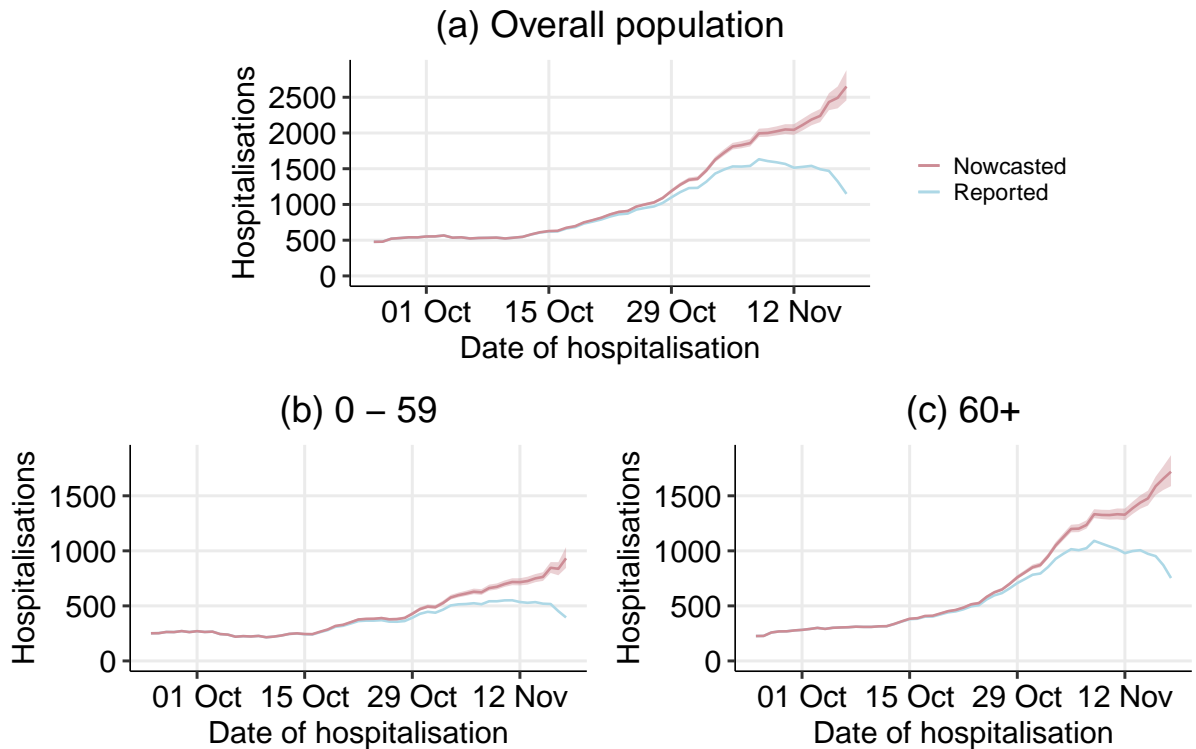 (a) Overall population
Hospitalisations
2500
2000
1500
1000
500
0
01 Oct 15 Oct 29 Oct 12 Nov
Date of hospitalisation
Nowcasted
Reported
(b) 0 – 59
Hospitalisations
1500
1000
500
0
01 Oct 15 Oct 29 Oct 12 Nov
Date of hospitalisation
(c) 60+
Hospitalisations
1500
1000
500
0
01 Oct 15 Oct 29 Oct 12 Nov
Date of hospitalisation